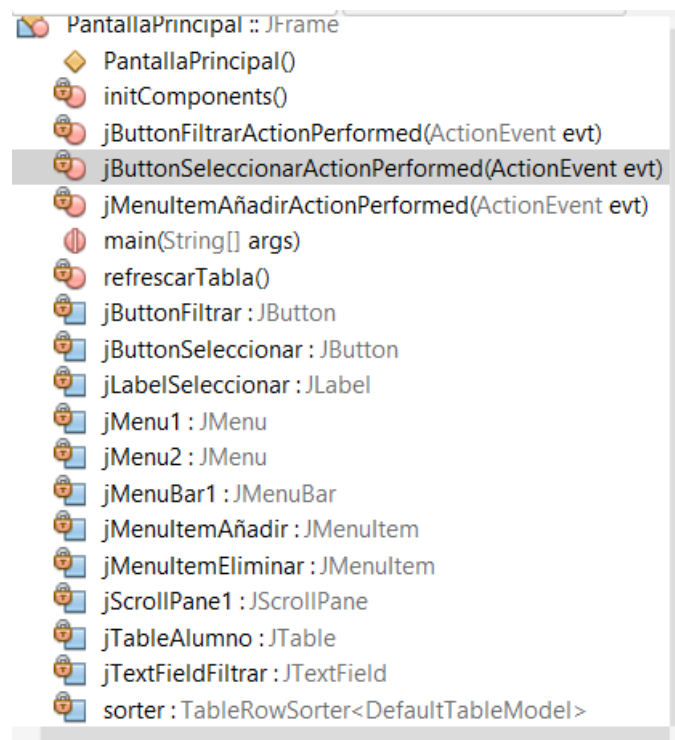 PantallaPrincipal :: JFrame
PantallaPrincipal()
initComponents()
jButtonFiltrarActionPerformed(ActionEvent evt)
jButtonSeleccionarActionPerformed(ActionEvent evt)
jMenuItemAñadirActionPerformed(ActionEvent evt)
main(String[] args)
refrescarTabla()
jButtonFiltrar : JButton
jButtonSeleccionar : JButton
jLabelSeleccionar : JLabel
jMenu1 : JMenu
jMenu2 : JMenu
jMenuBar1 : JMenuBar
jMenuItemAñadir : JMenuItem
jMenuItemEliminar : JMenuItem
jScrollPane1 : JScrollPane
jTableAlumno : JTable
jTextFieldFiltrar : JTextField
sorter : TableRowSorter<DefaultTableModel>